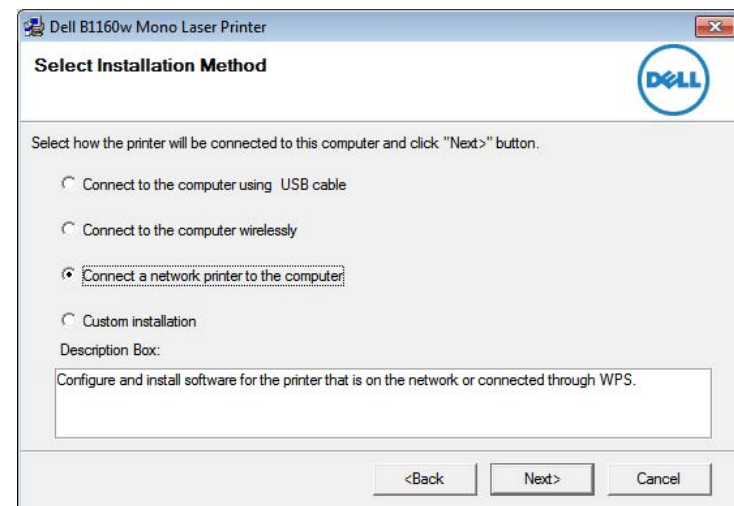 Dell B1160w Mono Laser Printer
Select Installation Method
DELL
Select how the printer will be connected to this computer and click "Next>" button.
Connect to the computer using  USB cable
Connect to the computer wirelessly
Connect a network printer to the computer
Custom installation
Description Box:
Configure and install software for the printer that is on the network or connected through WPS.
<Back Next> Cancel